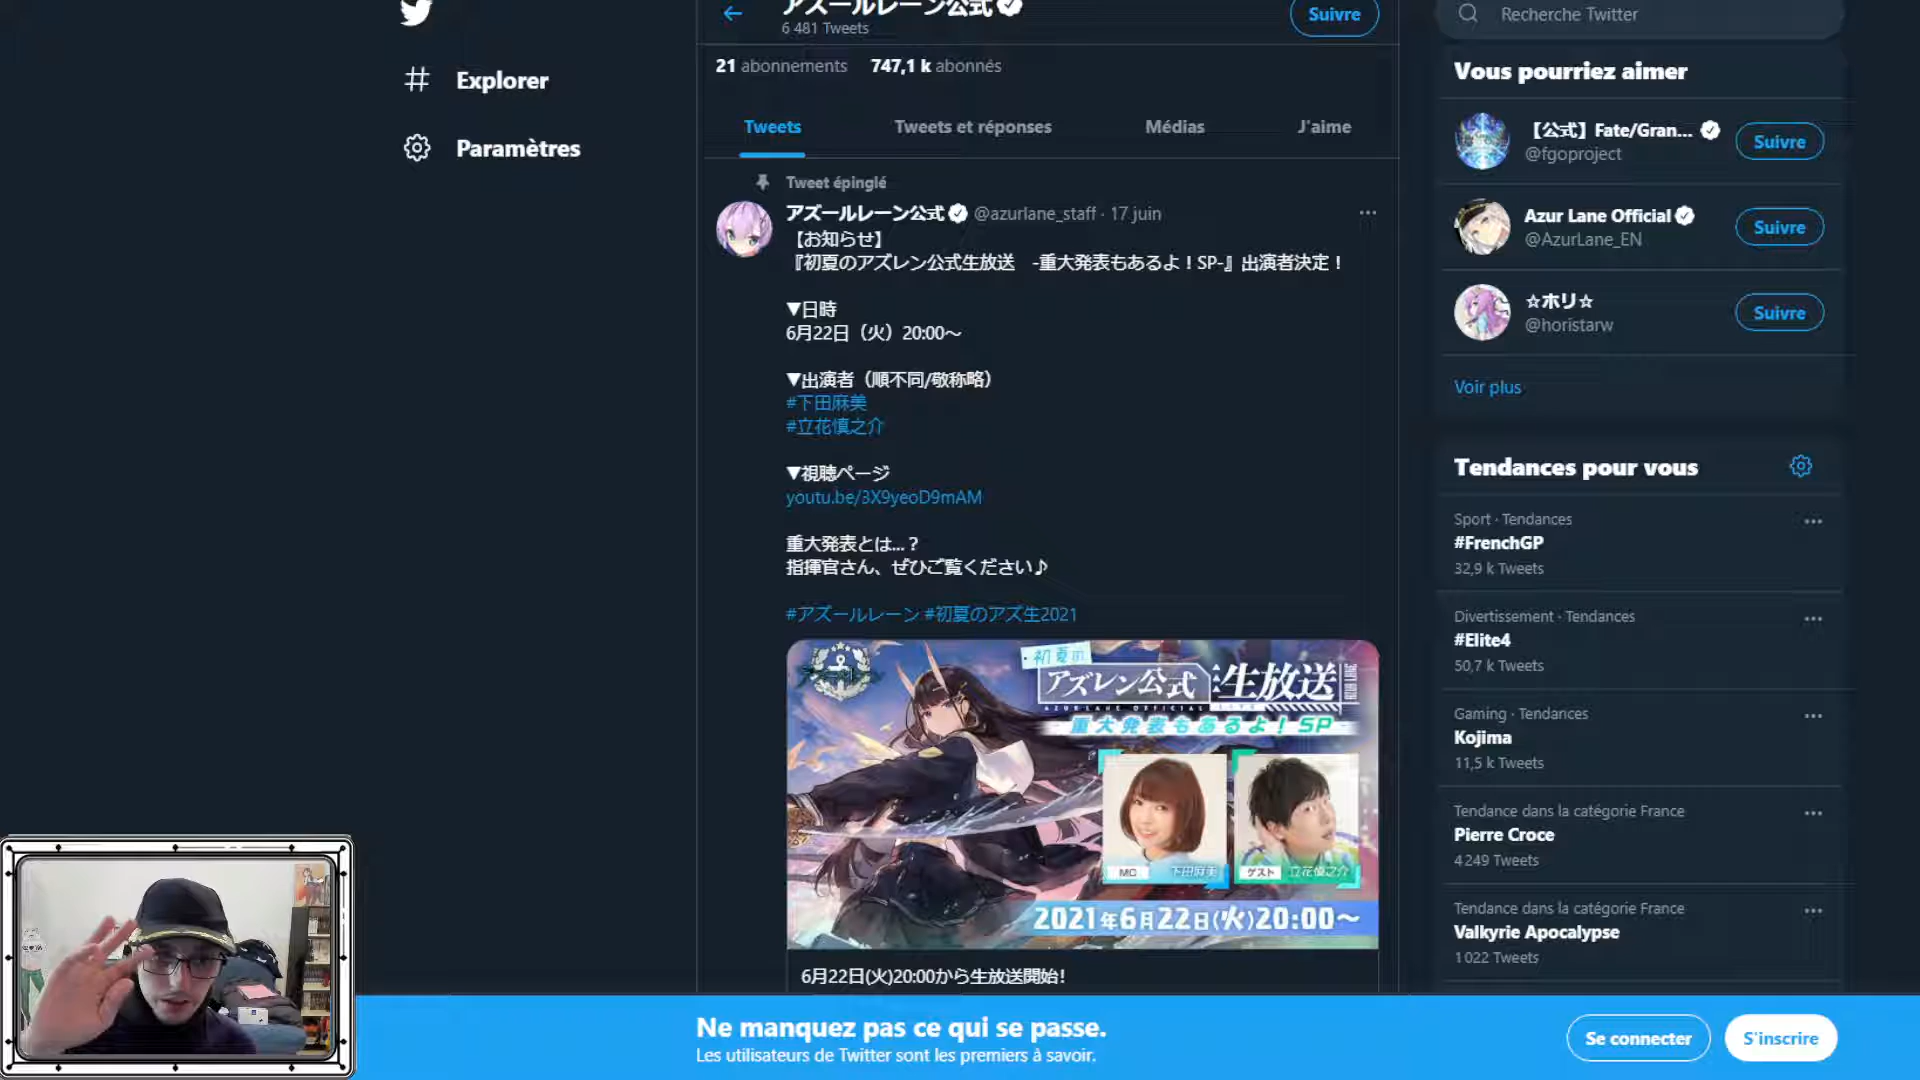 アズールレーン公式
6 481 Tweets
Suivre
Recherche Twitter
Explorer
Paramètres
21 abonnements 747,1 k abonnés
Tweets
Tweets et réponses
Médias
J'aime
Tweet épinglé
アズールレーン公式 @azurlane_staff · 17 juin
【お知らせ】
『初夏のアズレン公式生放送　-重大発表もあるよ！SP-』出演者決定！
▼日時
6月22日（火）20:00～
▼出演者（順不同/敬称略）
#下田麻美
#立花慎之介
▼視聴ページ
youtu.be/3X9yeoD9mAM
重大発表とは...？
指揮官さん、ぜひご覧ください♪
#アズールレーン #初夏のアズ生2021
アズールレーン
初夏の
アズレン公式生放送
AZUR LANE OFFICIAL LIVE
重大発表もあるよ！SP
MC 下田麻美
ゲスト 立花慎之介
2021年6月22日(火)20:00～
6月22日(火)20:00から生放送開始!
Vous pourriez aimer
【公式】Fate/Gran...
@fgoproject
Suivre
Azur Lane Official
@AzurLane_EN
Suivre
☆ホリ☆
@horistarw
Suivre
Voir plus
Tendances pour vous
Sport · Tendances
#FrenchGP
32,9 k Tweets
Divertissement · Tendances
#Elite4
50,7 k Tweets
Gaming · Tendances
Kojima
11,5 k Tweets
Tendance dans la catégorie France
Pierre Croce
4 249 Tweets
Tendance dans la catégorie France
Valkyrie Apocalypse
1 022 Tweets
Ne manquez pas ce qui se passe.
Les utilisateurs de Twitter sont les premiers à savoir.
Se connecter
S'inscrire